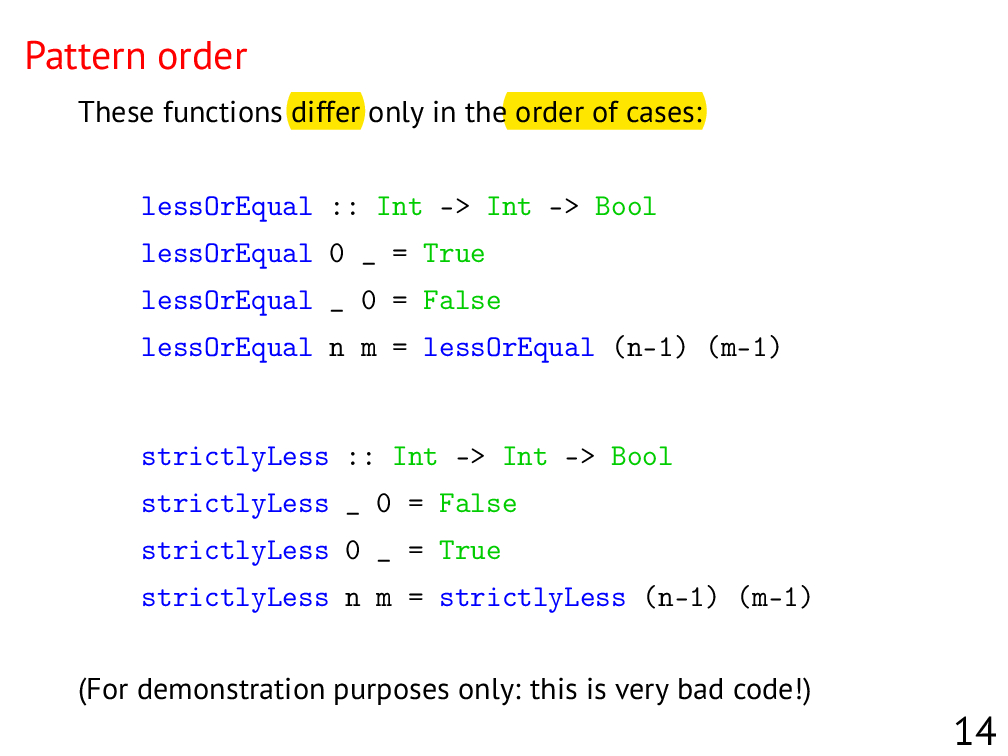 Pattern order
These functions differ only in the order of cases:
lessOrEqual :: Int -> Int -> Bool
lessOrEqual 0 _ = True
lessOrEqual _ 0 = False
lessOrEqual n m = lessOrEqual (n-1) (m-1)
strictlyLess :: Int -> Int -> Bool
strictlyLess _ 0 = False
strictlyLess 0 _ = True
strictlyLess n m = strictlyLess (n-1) (m-1)
(For demonstration purposes only: this is very bad code!)
14